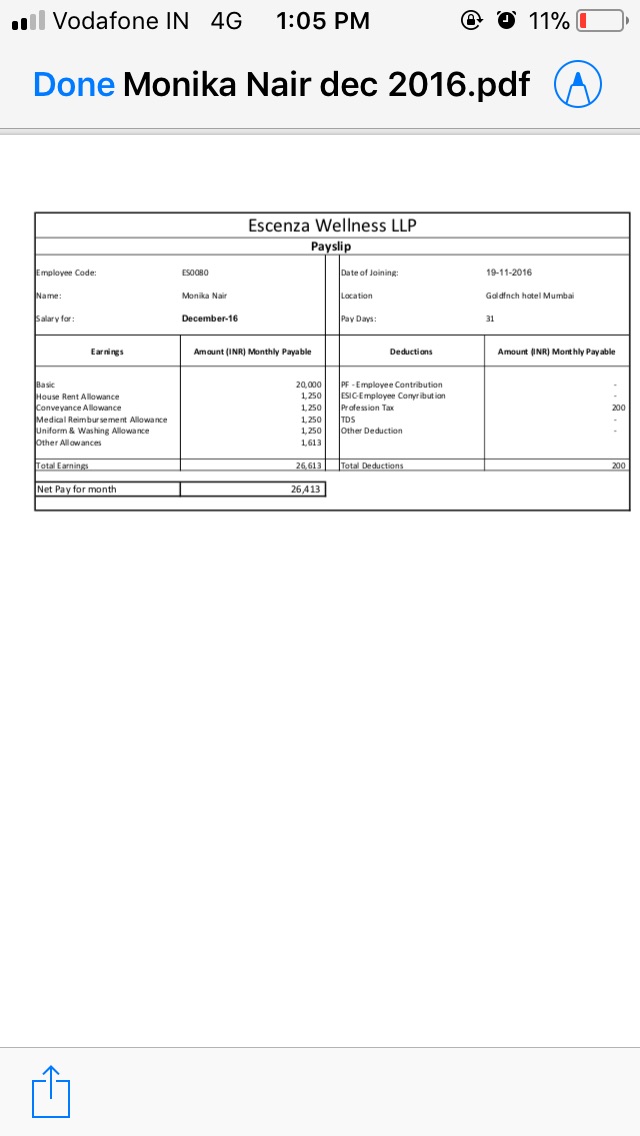 Vodafone IN 4G 1:05 PM 11%
Done Monika Nair dec 2016.pdf
Escenza Wellness LLP
Payslip
Employee Code: ES0080 Date of Joining: 19-11-2016
Name: Monika Nair Location Goldfnch hotel Mumbai
Salary for: December-16 Pay Days: 31
Earnings Amount (INR) Monthly Payable Deductions Amount (INR) Monthly Payable
Basic 20,000 PF - Employee Contribution -
House Rent Allowance 1,250 ESIC-Employee Conyribution -
Conveyance Allowance 1,250 Profession Tax 200
Medical Reimbursement Allowance 1,250 TDS -
Uniform & Washing Allowance 1,250 Other Deduction -
Other Allowances 1,613
Total Earnings 26,613 Total Deductions 200
Net Pay for month 26,413